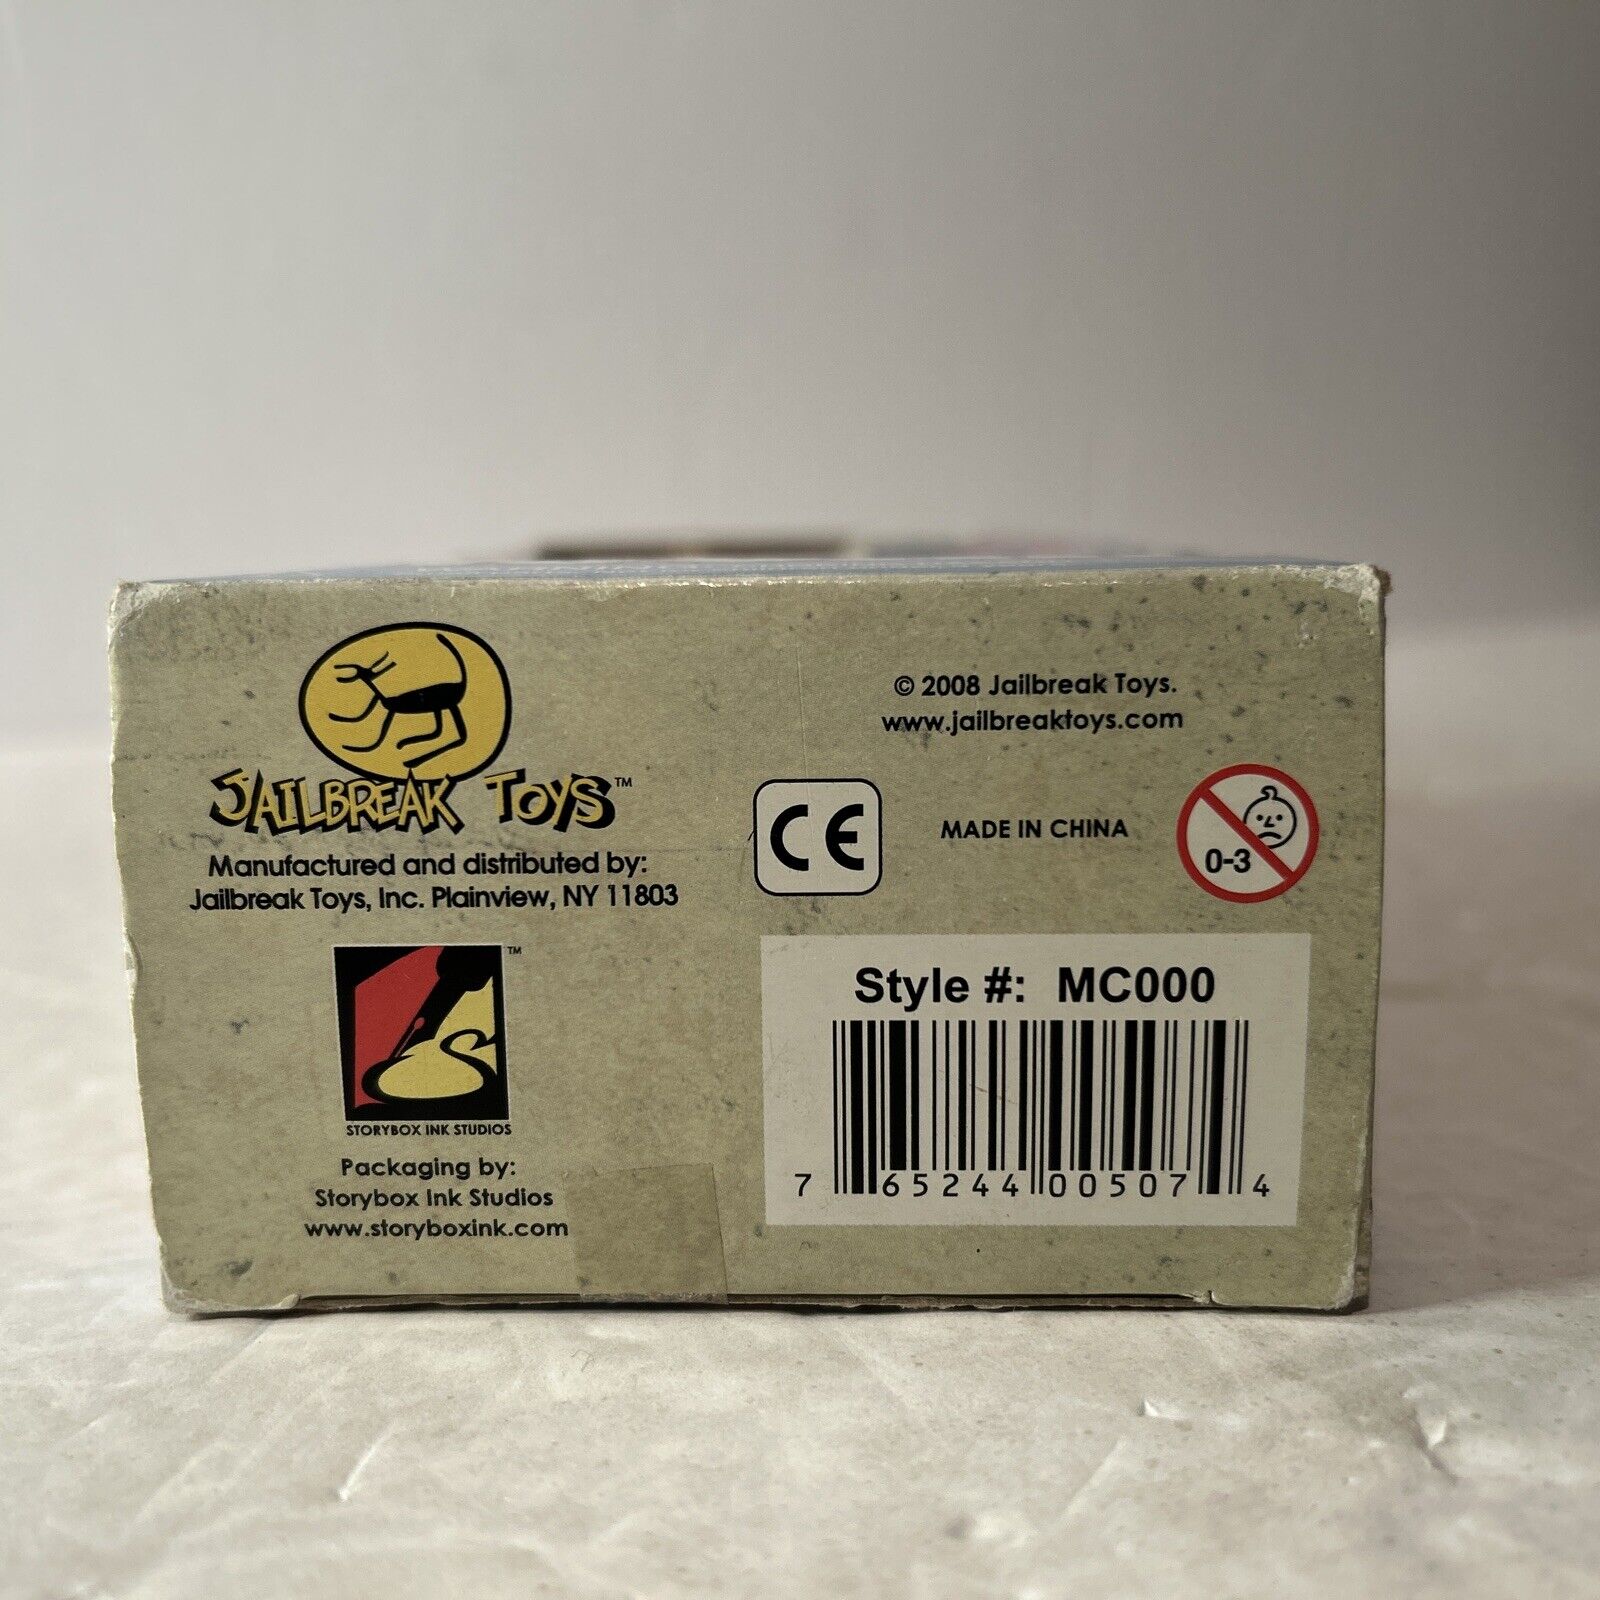 JAILBREAK TOYS™
Manufactured and distributed by:
Jailbreak Toys, Inc. Plainview, NY 11803
™
STORYBOX INK STUDIOS
Packaging by:
Storybox Ink Studios
www.storyboxink.com
© 2008 Jailbreak Toys.
www.jailbreaktoys.com
CE
MADE IN CHINA
0-3
Style #: MC000
7 65244 00507 4